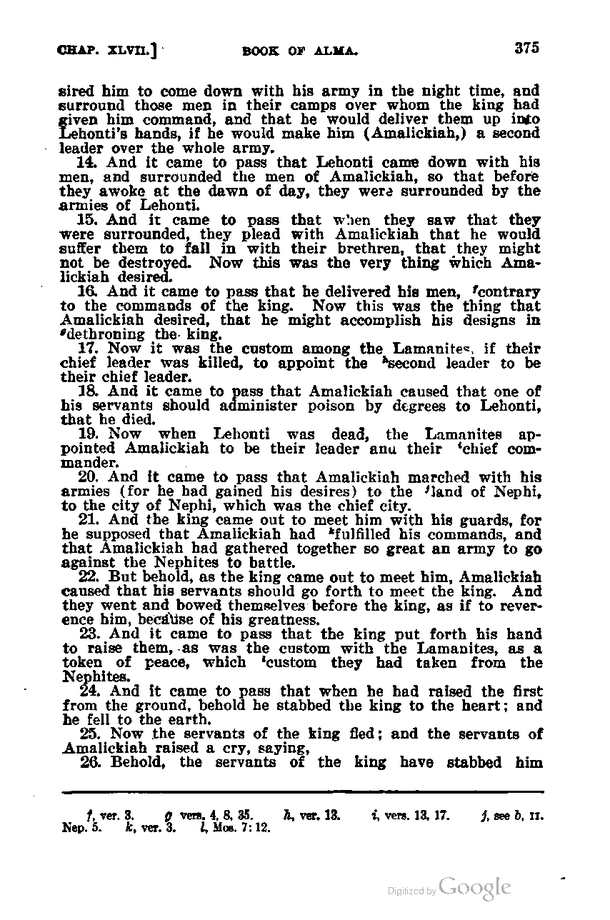 CHAP. XLVII.] BOOK OF ALMA. 375
sired him to come down with his army in the night time, and
surround those men in their camps over whom the king had
given him command, and that he would deliver them up into
Lehonti's hands, if he would make him (Amalickiah,) a second
leader over the whole army.
14. And it came to pass that Lehonti came down with his
men, and surrounded the men of Amalickiah, so that before
they awoke at the dawn of day, they were surrounded by the
armies of Lehonti.
15. And it came to pass that when they saw that they
were surrounded, they plead with Amalickiah that he would
suffer them to fall in with their brethren, that they might
not be destroyed. Now this was the very thing which Ama-
lickiah desired.
16. And it came to pass that he delivered his men, fcontrary
to the commands of the king. Now this was the thing that
Amalickiah desired, that he might accomplish his designs in
gdethroning the king.
17. Now it was the custom among the Lamanites, if their
chief leader was killed, to appoint the hsecond leader to be
their chief leader.
18. And it came to pass that Amalickiah caused that one of
his servants should administer poison by degrees to Lehonti,
that he died.
19. Now when Lehonti was dead, the Lamanites ap-
pointed Amalickiah to be their leader and their ichief com-
mander.
20. And it came to pass that Amalickiah marched with his
armies (for he had gained his desires) to the jland of Nephi,
to the city of Nephi, which was the chief city.
21. And the king came out to meet him with his guards, for
he supposed that Amalickiah had kfulfilled his commands, and
that Amalickiah had gathered together so great an army to go
against the Nephites to battle.
22. But behold, as the king came out to meet him, Amalickiah
caused that his servants should go forth to meet the king. And
they went and bowed themselves before the king, as if to rever-
ence him, because of his greatness.
23. And it came to pass that the king put forth his hand
to raise them, as was the custom with the Lamanites, as a
token of peace, which lcustom they had taken from the
Nephites.
24. And it came to pass that when he had raised the first
from the ground, behold he stabbed the king to the heart; and
he fell to the earth.
25. Now the servants of the king fled; and the servants of
Amalickiah raised a cry, saying,
26. Behold, the servants of the king have stabbed him
f, ver. 3. g vers. 4, 8, 35. h, ver. 13. i, vers. 13, 17. j, see b, II.
Nep. 5. k, ver. 3. l, Mos. 7:12.
Digitized by Google